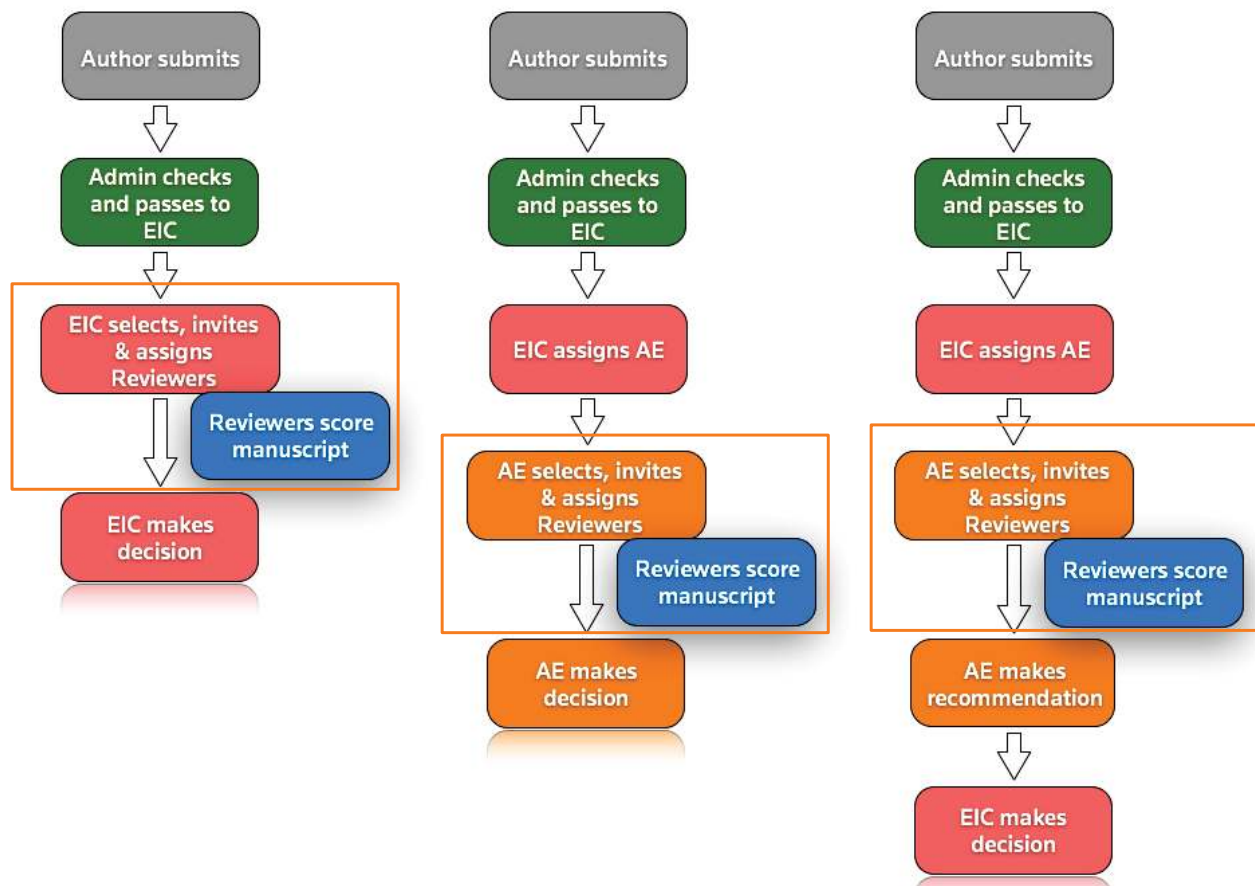 Author submits
Admin checks
and passes to
EIC
EIC selects, invites
& assigns
Reviewers
Reviewers score
manuscript
EIC makes
decision
Author submits
Admin checks
and passes to
EIC
EIC assigns AE
AE selects, invites
& assigns
Reviewers
Reviewers score
manuscript
AE makes
decision
Author submits
Admin checks
and passes to
EIC
EIC assigns AE
AE selects, invites
& assigns
Reviewers
Reviewers score
manuscript
AE makes
recommendation
EIC makes
decision